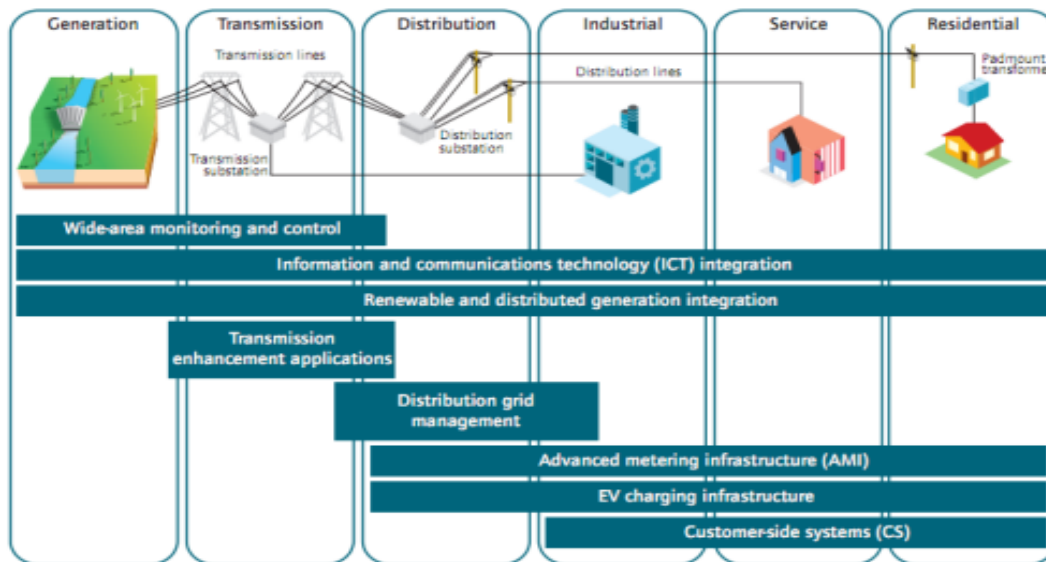 Generation
Transmission
Distribution
Industrial
Service
Residential
Transmission lines
Distribution lines
Padmount
transforme
Distribution
substation
Transmission
substation
Wide-area monitoring and control
Information and communications technology (ICT) integration
Renewable and distributed generation integration
Transmission
enhancement applications
Distribution grid
management
Advanced metering infrastructure (AMI)
EV charging infrastructure
Customer-side systems (CS)